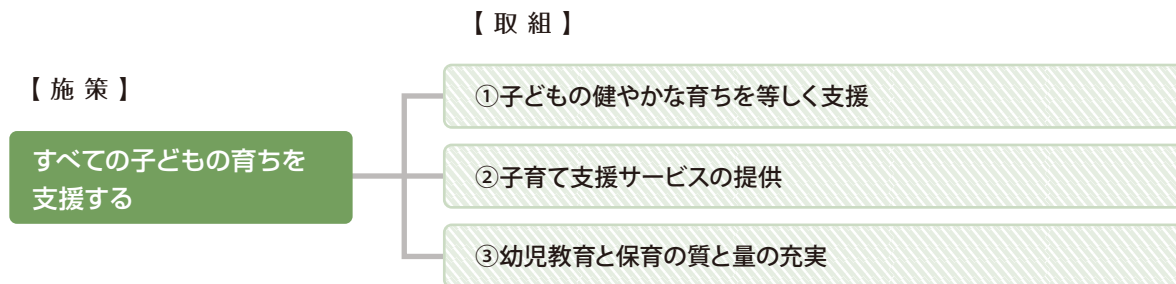 【取組】
【施策】
①子どもの健やかな育ちを等しく支援
すべての子どもの育ちを
支援する
②子育て支援サービスの提供
③幼児教育と保育の質と量の充実